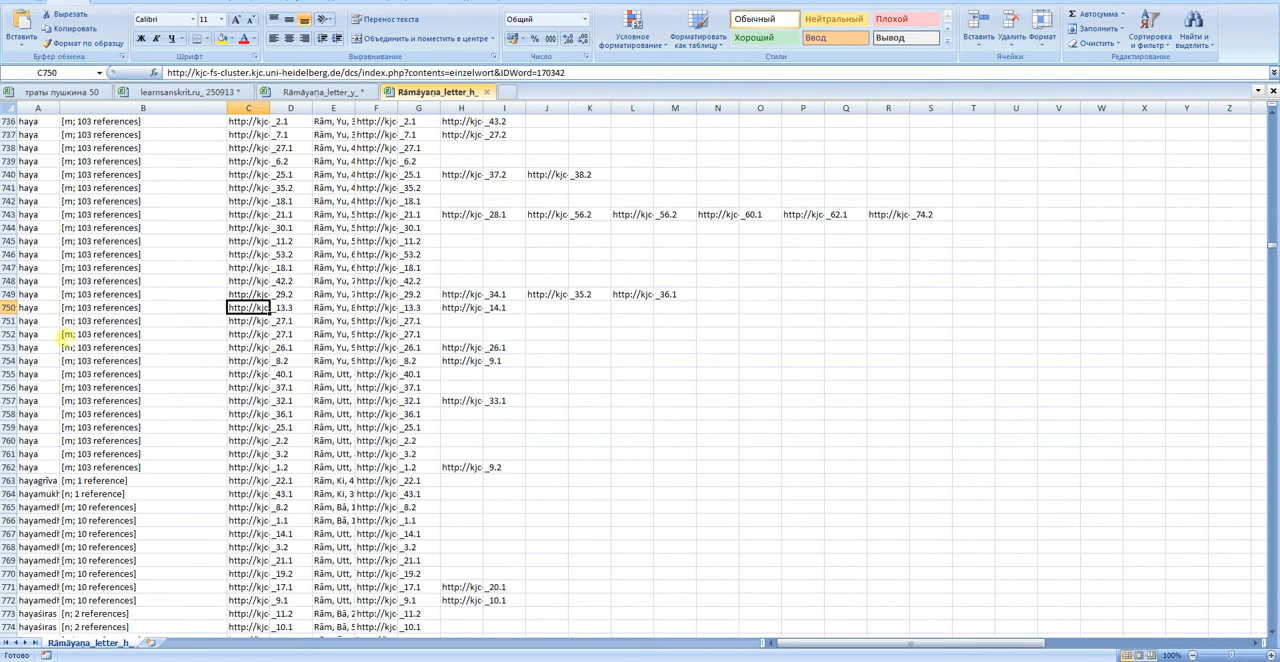 Вырезать
Копировать
Формат по образцу
Вставить
Буфер обмена
Calibri 11
Ж К Ч
Шрифт
Перенос текста
Объединить и поместить в центре
Выравнивание
Общий
% 000
Число
Условное форматирование
Форматировать как таблицу
Обычный Нейтральный Плохой
Хороший Ввод Вывод
Стили
Вставить Удалить Формат
Ячейки
Автосумма
Заполнить
Очистить
Сортировка и фильтр
Найти и выделить
Редактирование
C750 fx http://kjc-fs-cluster.kjc.uni-heidelberg.de/dcs/index.php?contents=einzelwort&IDWord=170342
траты пушкина 50 learnsanskrit.ru_ 250913 * Rāmāyaṇa_letter_y_ * Rāmāyaṇa_letter_h_
A B C D E F G H I J K L M N O P Q R S T U V W X Y Z
736 haya [m; 103 references] http://kjc- _2.1 Rām, Yu, 3 http://kjc- _2.1 http://kjc- _43.2
737 haya [m; 103 references] http://kjc- _7.1 Rām, Yu, 3 http://kjc- _7.1 http://kjc- _27.2
738 haya [m; 103 references] http://kjc- _27.1 Rām, Yu, 4 http://kjc- _27.1
739 haya [m; 103 references] http://kjc- _6.2 Rām, Yu, 4 http://kjc- _6.2
740 haya [m; 103 references] http://kjc- _25.1 Rām, Yu, 4 http://kjc- _25.1 http://kjc- _37.2 http://kjc- _38.2
741 haya [m; 103 references] http://kjc- _35.2 Rām, Yu, 4 http://kjc- _35.2
742 haya [m; 103 references] http://kjc- _18.1 Rām, Yu, 4 http://kjc- _18.1
743 haya [m; 103 references] http://kjc- _21.1 Rām, Yu, 5 http://kjc- _21.1 http://kjc- _28.1 http://kjc- _56.2 http://kjc- _56.2 http://kjc- _60.1 http://kjc- _62.1 http://kjc- _74.2
744 haya [m; 103 references] http://kjc- _30.1 Rām, Yu, 5 http://kjc- _30.1
745 haya [m; 103 references] http://kjc- _11.2 Rām, Yu, 5 http://kjc- _11.2
746 haya [m; 103 references] http://kjc- _53.2 Rām, Yu, 6 http://kjc- _53.2
747 haya [m; 103 references] http://kjc- _18.1 Rām, Yu, 6 http://kjc- _18.1
748 haya [m; 103 references] http://kjc- _42.2 Rām, Yu, 7 http://kjc- _42.2
749 haya [m; 103 references] http://kjc- _29.2 Rām, Yu, 7 http://kjc- _29.2 http://kjc- _34.1 http://kjc- _35.2 http://kjc- _36.1
750 haya [m; 103 references] http://kjc- _13.3 Rām, Yu, 8 http://kjc- _13.3 http://kjc- _14.1
751 haya [m; 103 references] http://kjc- _27.1 Rām, Yu, 8 http://kjc- _27.1
752 haya [m; 103 references] http://kjc- _27.1 Rām, Yu, 9 http://kjc- _27.1
753 haya [m; 103 references] http://kjc- _26.1 Rām, Yu, 9 http://kjc- _26.1 http://kjc- _26.1
754 haya [m; 103 references] http://kjc- _8.2 Rām, Yu, 9 http://kjc- _8.2 http://kjc- _9.1
755 haya [m; 103 references] http://kjc- _40.1 Rām, Utt, http://kjc- _40.1
756 haya [m; 103 references] http://kjc- _37.1 Rām, Utt, http://kjc- _37.1
757 haya [m; 103 references] http://kjc- _32.1 Rām, Utt, http://kjc- _32.1 http://kjc- _33.1
758 haya [m; 103 references] http://kjc- _36.1 Rām, Utt, http://kjc- _36.1
759 haya [m; 103 references] http://kjc- _25.1 Rām, Utt, http://kjc- _25.1
760 haya [m; 103 references] http://kjc- _2.2 Rām, Utt, http://kjc- _2.2
761 haya [m; 103 references] http://kjc- _3.2 Rām, Utt, http://kjc- _3.2
762 haya [m; 103 references] http://kjc- _1.2 Rām, Utt, http://kjc- _1.2 http://kjc- _9.2
763 hayagrīva [m; 1 reference] http://kjc- _22.1 Rām, Ki, 4 http://kjc- _22.1
764 hayamukh [n; 1 reference] http://kjc- _43.1 Rām, Ki, 3 http://kjc- _43.1
765 hayamedh [m; 10 references] http://kjc- _8.2 Rām, Bā, 1 http://kjc- _8.2
766 hayamedh [m; 10 references] http://kjc- _1.1 Rām, Bā, 1 http://kjc- _1.1
767 hayamedh [m; 10 references] http://kjc- _14.1 Rām, Utt, http://kjc- _14.1
768 hayamedh [m; 10 references] http://kjc- _3.2 Rām, Utt, http://kjc- _3.2
769 hayamedh [m; 10 references] http://kjc- _21.1 Rām, Utt, http://kjc- _21.1
770 hayamedh [m; 10 references] http://kjc- _19.2 Rām, Utt, http://kjc- _19.2
771 hayamedh [m; 10 references] http://kjc- _17.1 Rām, Utt, http://kjc- _17.1 http://kjc- _20.1
772 hayamedh [m; 10 references] http://kjc- _9.1 Rām, Utt, http://kjc- _9.1 http://kjc- _10.1
773 hayaśiras [n; 2 references] http://kjc- _11.2 Rām, Bā, 2 http://kjc- _11.2
774 hayaśiras [n; 2 references] http://kjc- _10.1 Rām, Utt, http://kjc- _10.1
Rāmāyaṇa_letter_h_
Готово 100%